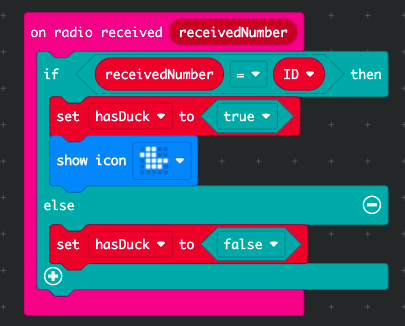 on radio received receivedNumber
if receivedNumber = ID then
set hasDuck to true
show icon
else
set hasDuck to false